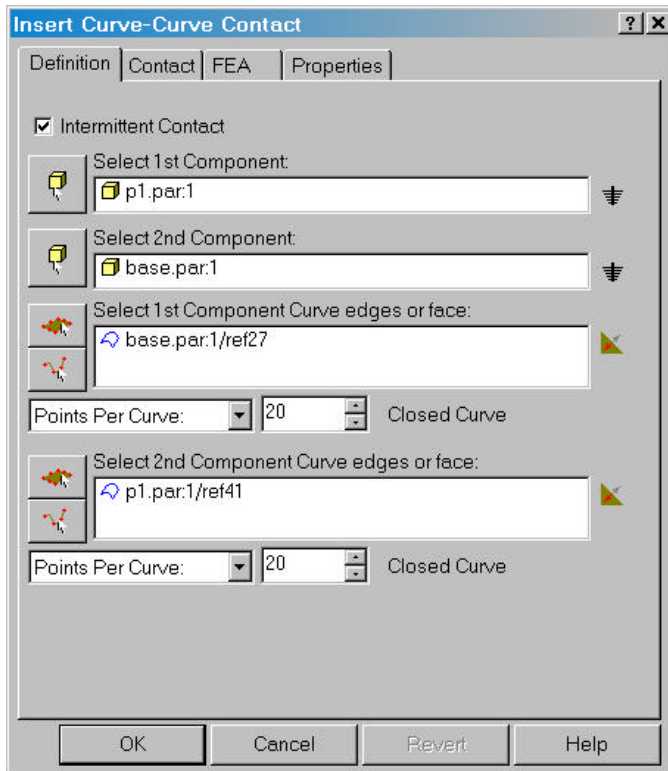 Insert Curve-Curve Contact ? x
Definition Contact FEA Properties
Intermittent Contact
Select 1st Component:
p1.par:1
Select 2nd Component:
base.par:1
Select 1st Component Curve edges or face:
base.par:1/ref27
Points Per Curve: 20 Closed Curve
Select 2nd Component Curve edges or face:
p1.par:1/ref41
Points Per Curve: 20 Closed Curve
OK Cancel Revert Help